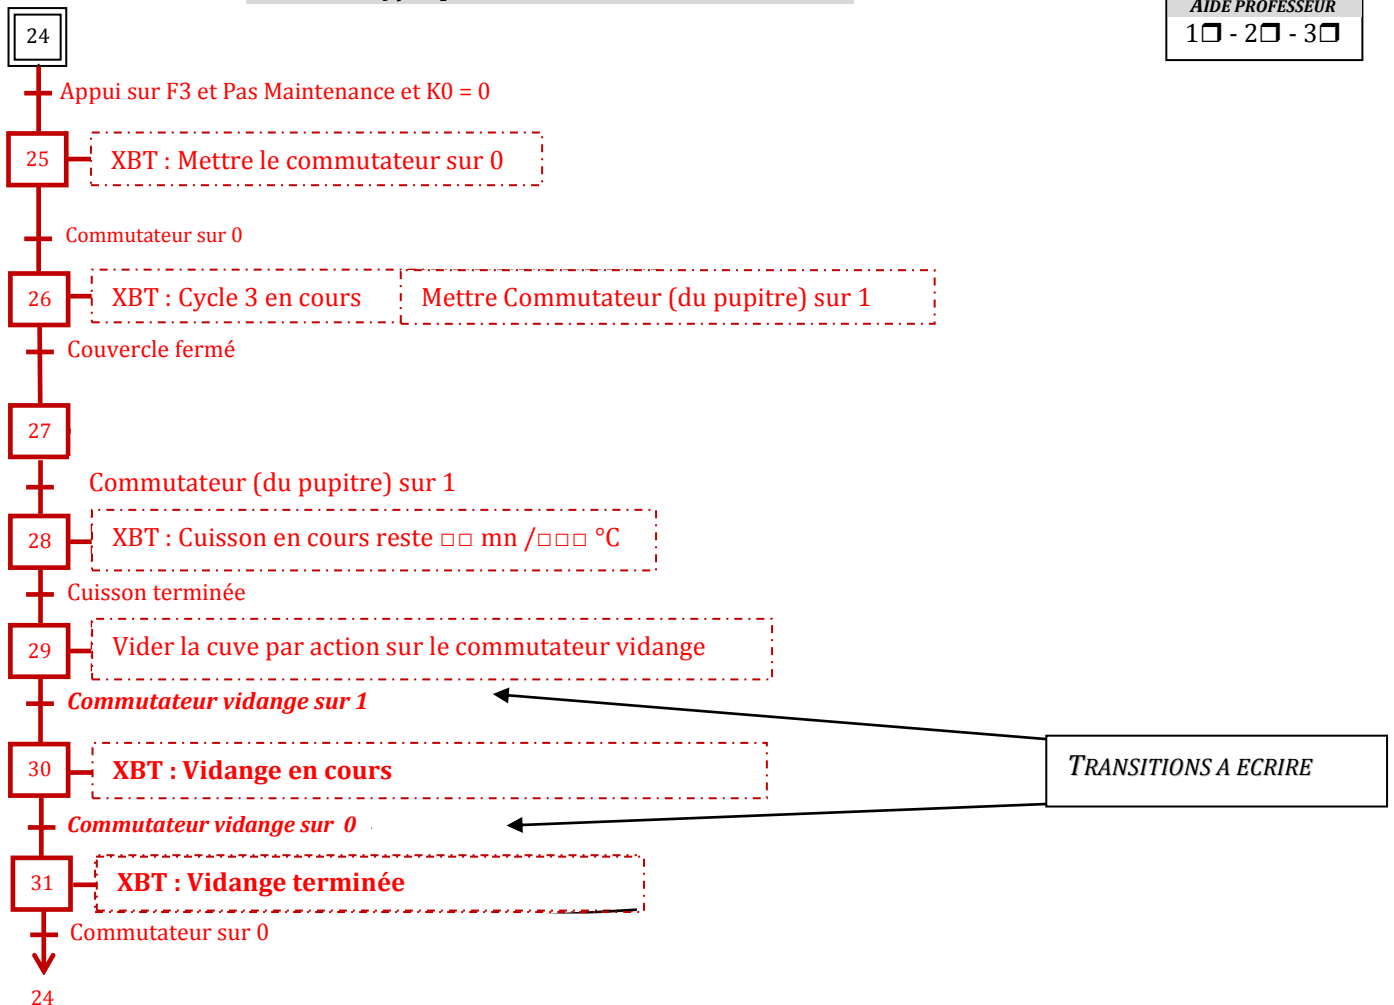 AIDE PROFESSEUR
1❒ - 2❒ - 3❒
24
Appui sur F3 et Pas Maintenance et K0 = 0
25
XBT : Mettre le commutateur sur 0
Commutateur sur 0
26
XBT : Cycle 3 en cours
Mettre Commutateur (du pupitre) sur 1
Couvercle fermé
27
Commutateur (du pupitre) sur 1
28
XBT : Cuisson en cours reste □□ mn /□□□ °C
Cuisson terminée
29
Vider la cuve par action sur le commutateur vidange
Commutateur vidange sur 1
TRANSITIONS A ECRIRE
30
XBT : Vidange en cours
Commutateur vidange sur 0
31
XBT : Vidange terminée
Commutateur sur 0
24